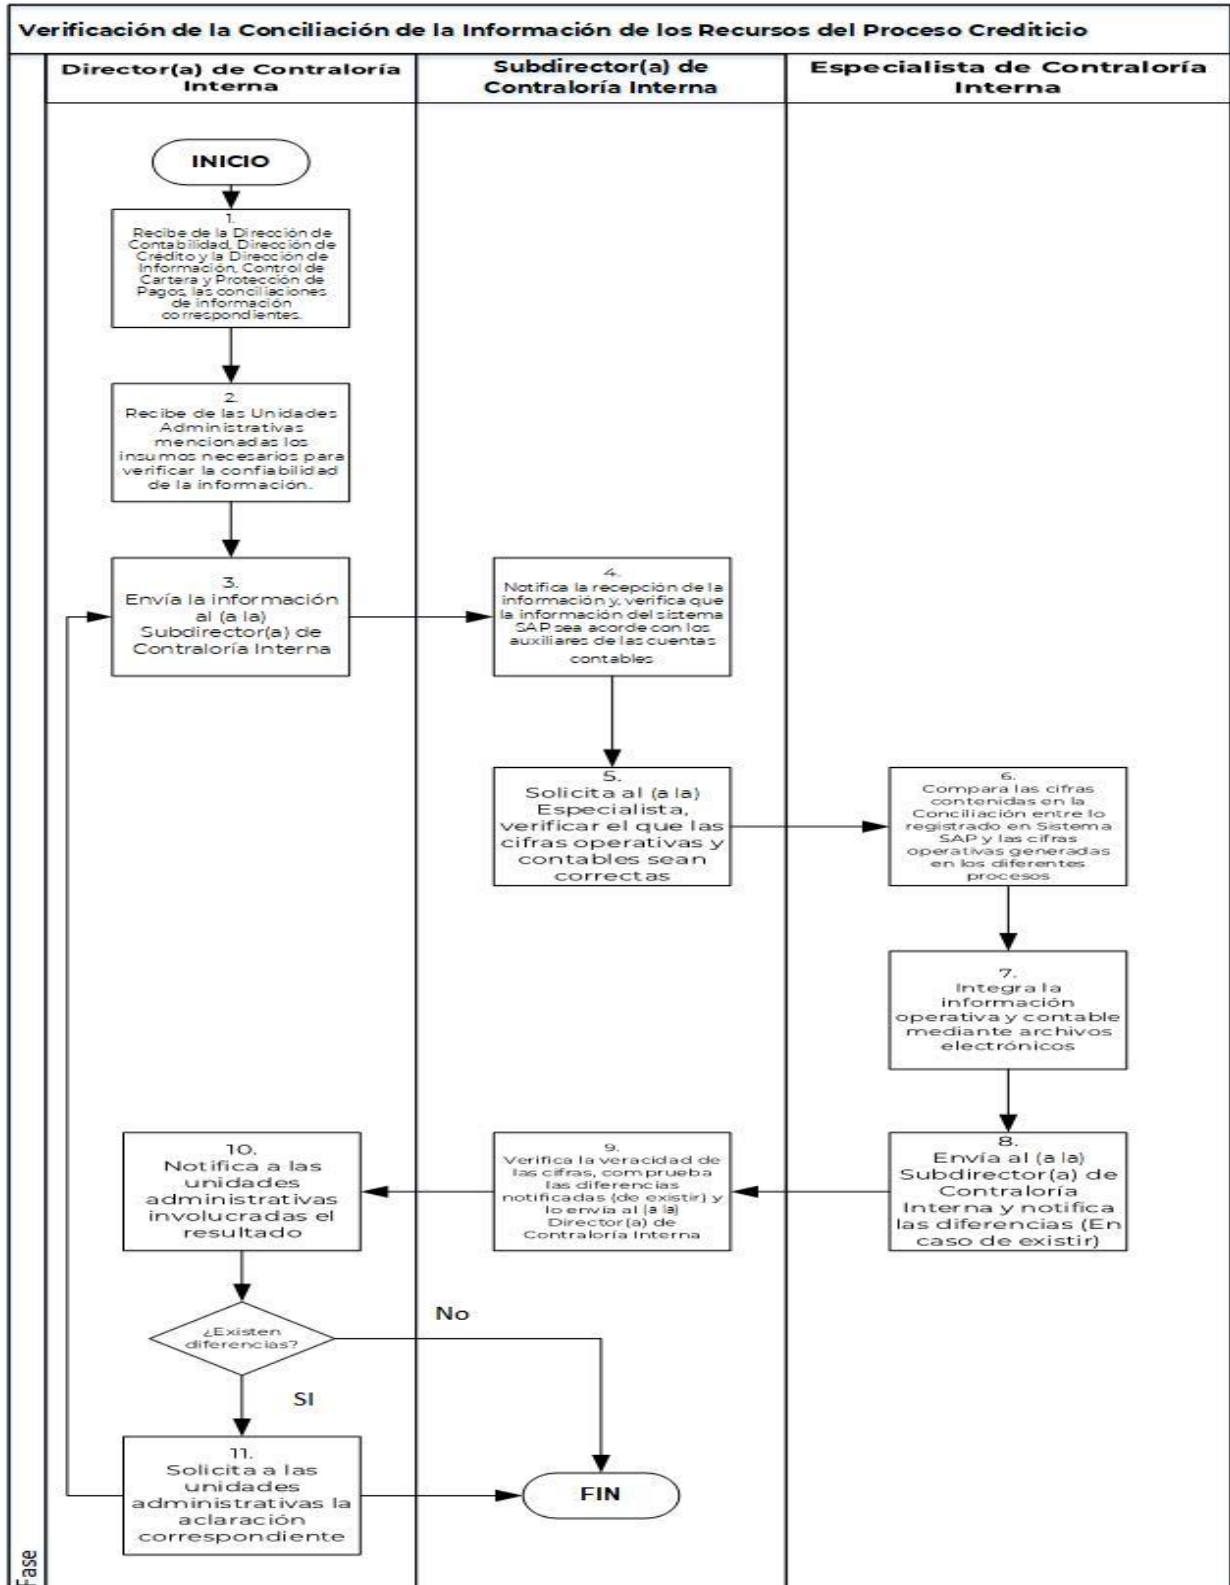 Verificación de la Conciliación de la Información de los Recursos del Proceso Crediticio
Director(a) de Contraloría
Interna
Subdirector(a) de
Contraloría Interna
Especialista de Contraloría
Interna
INICIO
1.
Recibe de la Dirección de
Contabilidad, Dirección de
Crédito y la Dirección de
Información, Control de
Cartera y Protección de
Pagos, las conciliaciones
de información
correspondientes.
2.
Recibe de las Unidades
Administrativas
mencionadas los
insumos necesarios para
verificar la confiabilidad
de la información.
3.
Envía la información
al (a la)
Subdirector(a) de
Contraloría Interna
4.
Notifica la recepción de la
información y, verifica que
la información del sistema
SAP sea acorde con los
auxiliares de las cuentas
contables
5.
Solicita al (a la)
Especialista,
verificar el que las
cifras operativas y
contables sean
correctas
6.
Compara las cifras
contenidas en la
Conciliación entre lo
registrado en Sistema
SAP y las cifras
operativas generadas
en los diferentes
procesos
7.
Integra la
información
operativa y contable
mediante archivos
electrónicos
8.
Envía al (a la)
Subdirector(a) de
Contraloría
Interna y notifica
las diferencias (En
caso de existir)
9.
Verifica la veracidad de
las cifras, comprueba
las diferencias
notificadas (de existir) y
lo envía al (a la)
Director(a) de
Contraloría Interna
10.
Notifica a las
unidades
administrativas
involucradas el
resultado
¿Existen
diferencias?
No
SI
11.
Solicita a las
unidades
administrativas la
aclaración
correspondiente
FIN
Fase